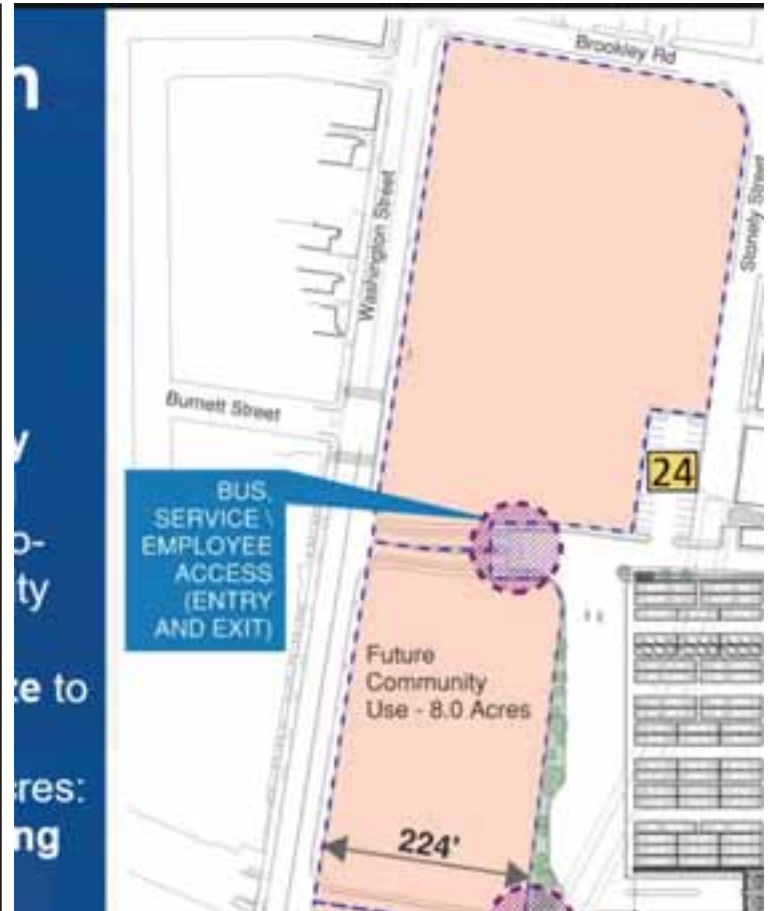 n
y
o-
ty
ze to
cres:
ng
Brookley Rd
Stonely Street
Washington Street
Burnett Street
24
BUS,
SERVICE \
EMPLOYEE
ACCESS
(ENTRY
AND EXIT)
Future
Community
Use - 8.0 Acres
224'